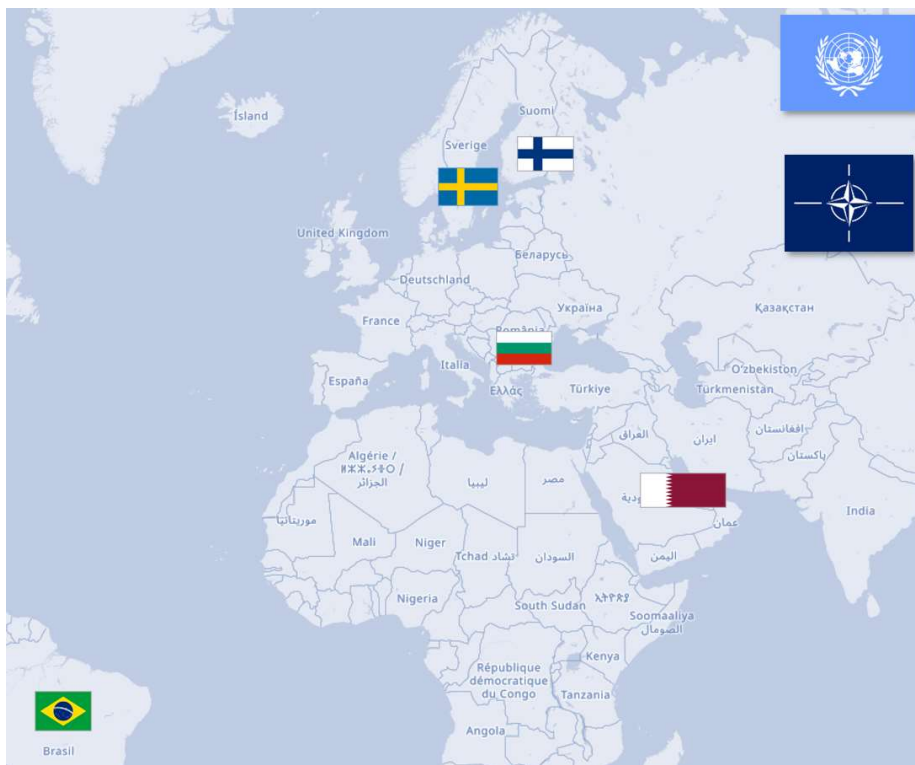 Ísland
Suomi
Sverige
United Kingdom
Беларусь
Deutschland
Україна
Қазақстан
France
România
Italia
Oʻzbekiston
España
Ελλάς
Türkiye
Türkmenistan
العراق
ایران
افغانستان
پاکستان
Algérie /
ⵍⵣⵣⴰⵢⴻⵔ /
الجزائر
ليبيا
مصر
ودية
عمان
India
موريتانيا
Mali
Niger
Tchad تشاد
السودان
اليمن
Nigeria
South Sudan
ኢትዮጵያ
Soomaaliya
الصومال
Kenya
République
démocratique
du Congo
Tanzania
Angola
Brasil